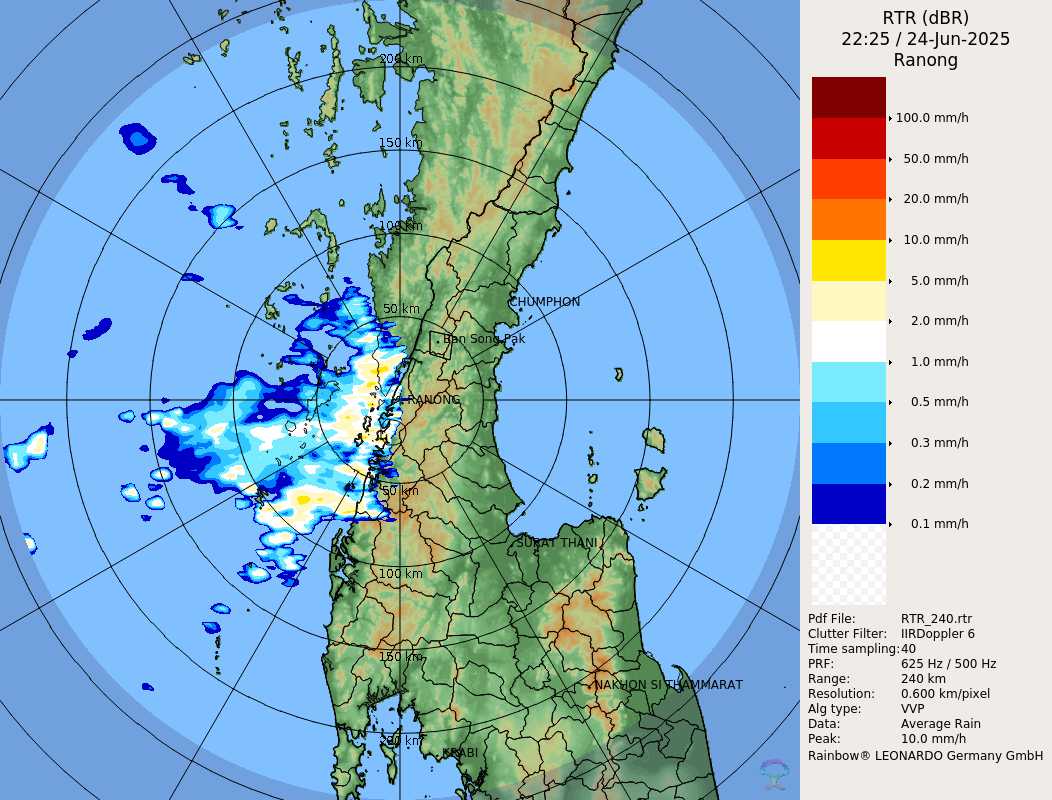 RTR (dBR)
22:25 / 24-Jun-2025
Ranong
100.0 mm/h
50.0 mm/h
20.0 mm/h
10.0 mm/h
5.0 mm/h
2.0 mm/h
1.0 mm/h
0.5 mm/h
0.3 mm/h
0.2 mm/h
0.1 mm/h
Pdf File: RTR_240.rtr
Clutter Filter: IIRDoppler 6
Time sampling:40
PRF: 625 Hz / 500 Hz
Range: 240 km
Resolution: 0.600 km/pixel
Alg type: VVP
Data: Average Rain
Peak: 10.0 mm/h
Rainbow® LEONARDO Germany GmbH
200 km
150 km
100 km
CHUMPHON
50 km
Ban Song Pak
RANONG
50 km
SURAT THANI
100 km
150 km
NAKHON SI THAMMARAT
200 km
KRABI